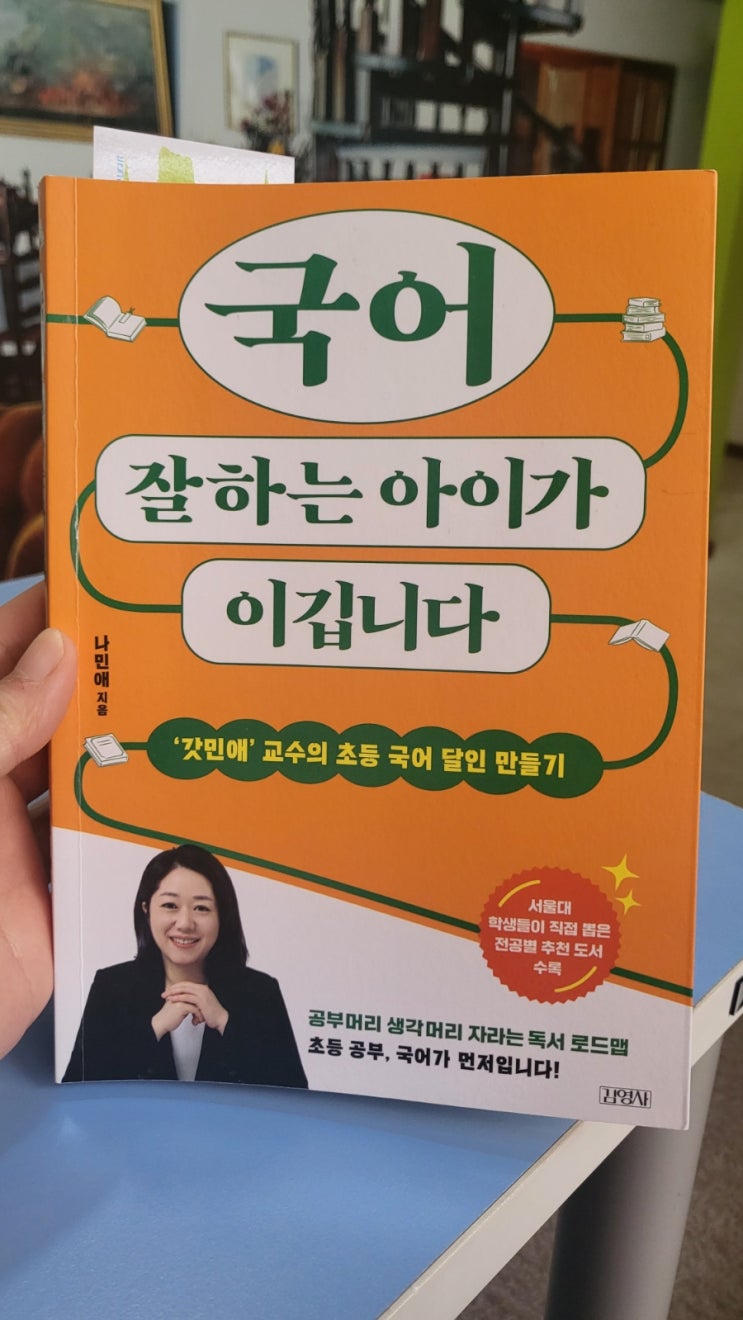 국어
잘하는 아이가
이깁니다
나민애 지음
‘갓민애’ 교수의 초등 국어 달인 만들기
서울대
학생들이 직접 뽑은
전공별 추천 도서
수록
공부머리 생각머리 자라는 독서 로드맵
초등 공부, 국어가 먼저입니다!
김영사